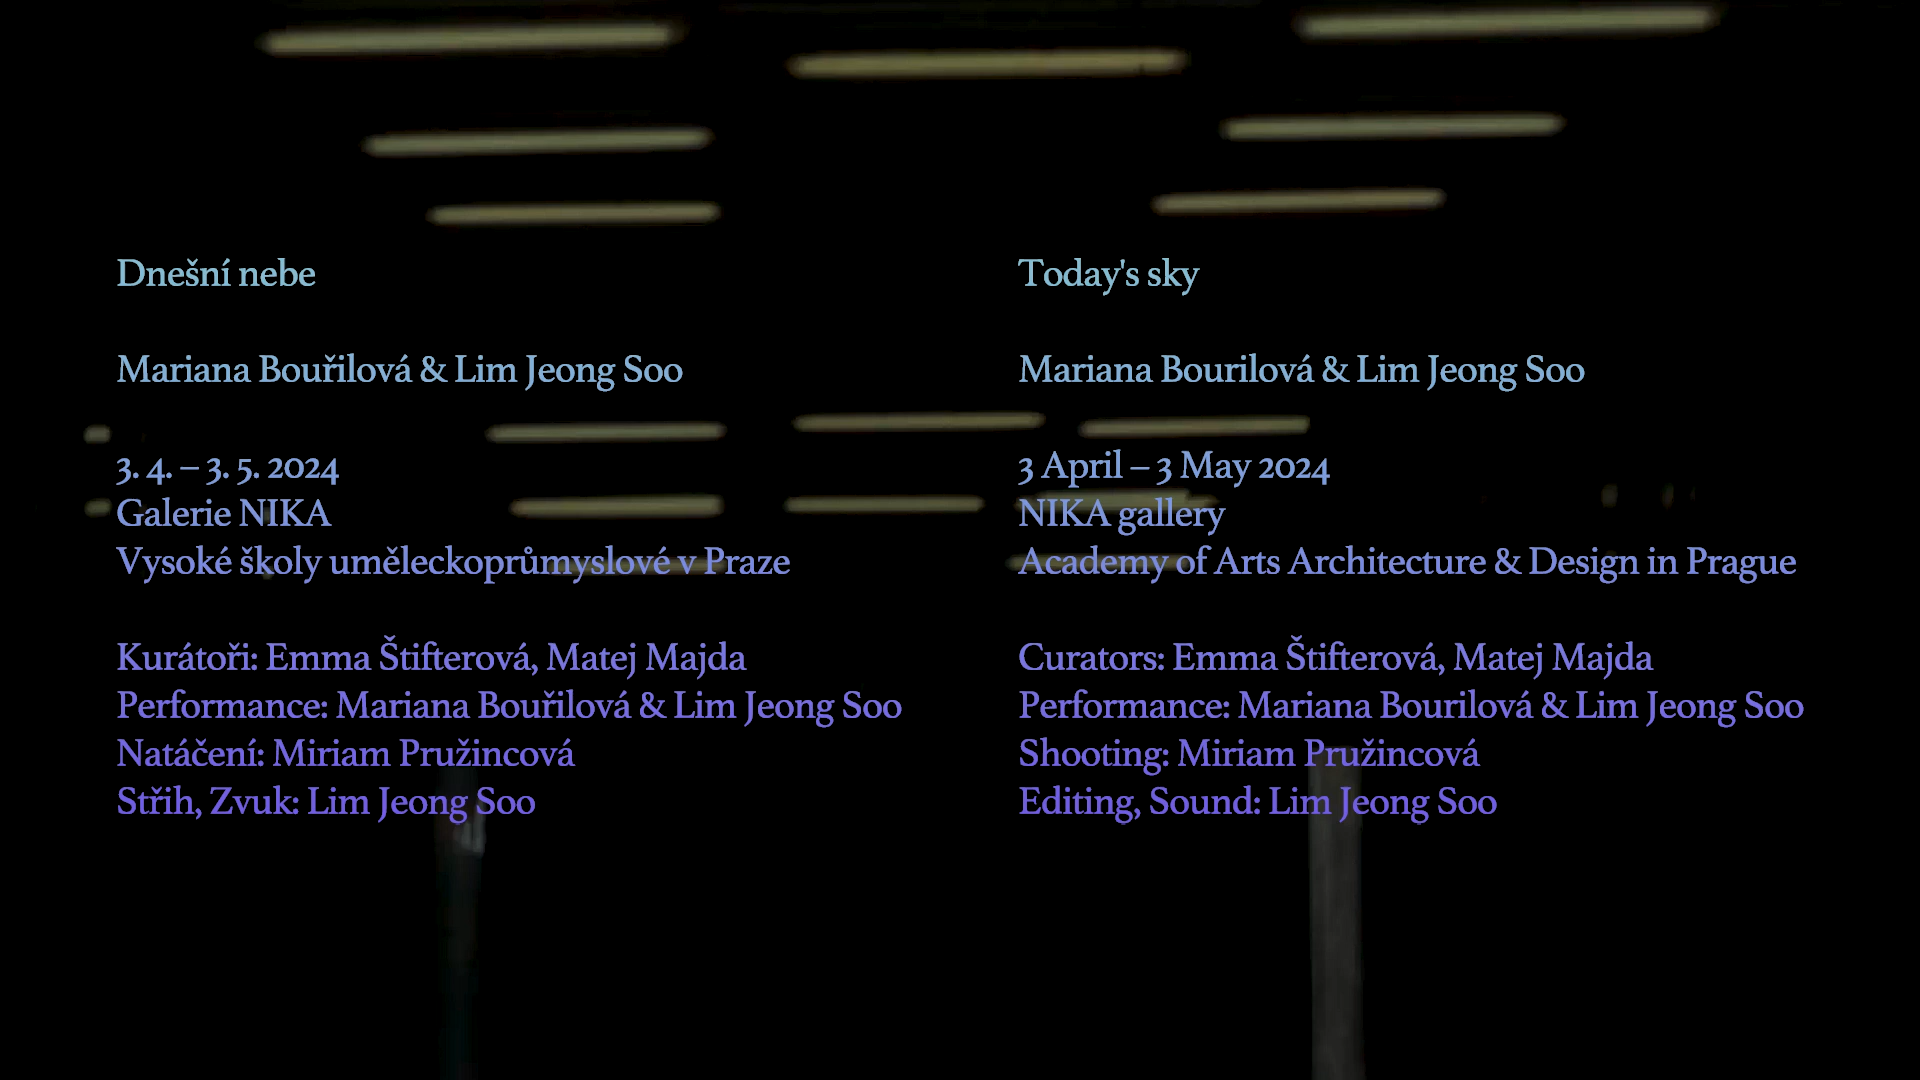 Dnešní nebe
Mariana Bouřilová & Lim Jeong Soo
3. 4. – 3. 5. 2024
Galerie NIKA
Vysoké školy uměleckoprůmyslové v Praze
Kurátoři: Emma Štifterová, Matej Majda
Performance: Mariana Bouřilová & Lim Jeong Soo
Natáčení: Miriam Pružincová
Střih, Zvuk: Lim Jeong Soo
Today's sky
Mariana Bourilová & Lim Jeong Soo
3 April – 3 May 2024
NIKA gallery
Academy of Arts Architecture & Design in Prague
Curators: Emma Štifterová, Matej Majda
Performance: Mariana Bourilová & Lim Jeong Soo
Shooting: Miriam Pružincová
Editing, Sound: Lim Jeong Soo